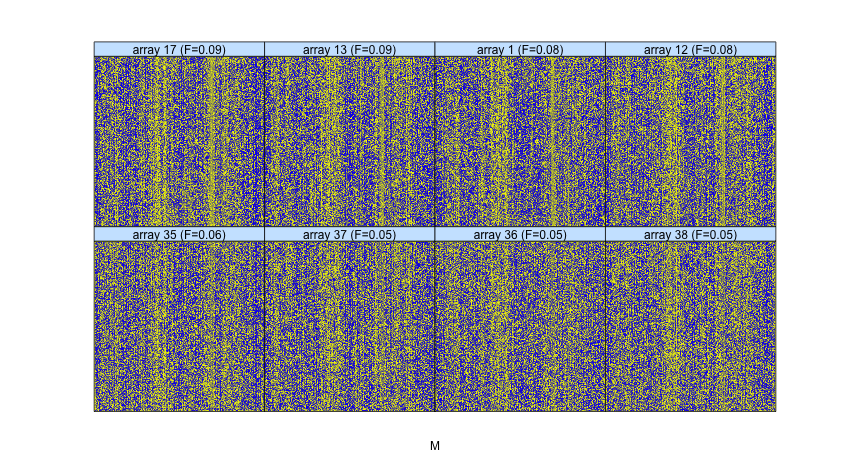 array 17 (F=0.09) array 13 (F=0.09) array 1 (F=0.08) array 12 (F=0.08)
array 35 (F=0.06) array 37 (F=0.05) array 36 (F=0.05) array 38 (F=0.05)
M